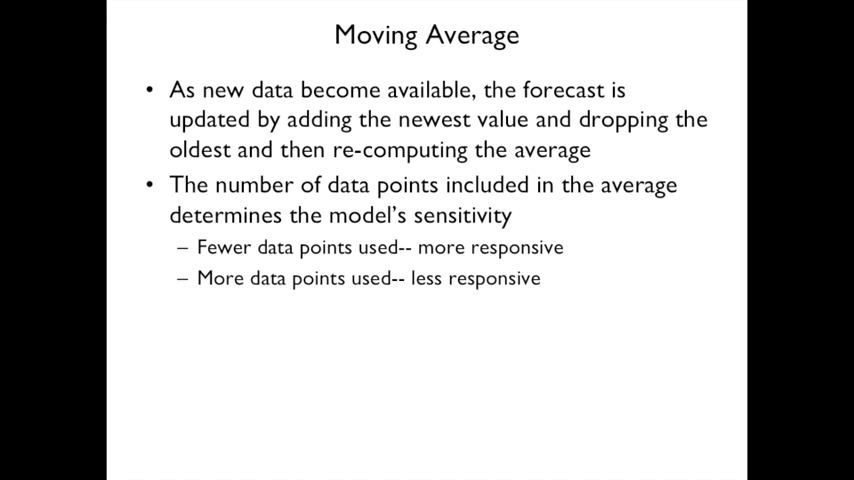 Moving Average
• As new data become available, the forecast is
updated by adding the newest value and dropping the
oldest and then re-computing the average
• The number of data points included in the average
determines the model's sensitivity
– Fewer data points used-- more responsive
– More data points used-- less responsive